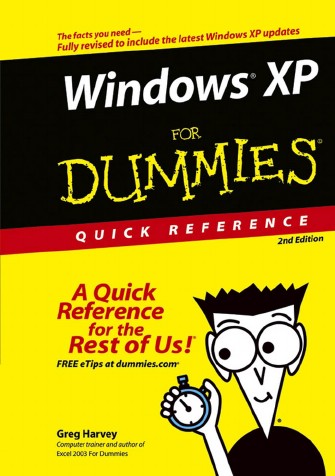 The facts you need —
Fully revised to include the latest Windows XP updates
Windows® XP
FOR
DUMMIES®
QUICK REFERENCE
2nd Edition
A Quick
Reference
for the
Rest of Us!™
FREE eTips at dummies.com®
Greg Harvey
Computer trainer and author of
Excel 2003 For Dummies